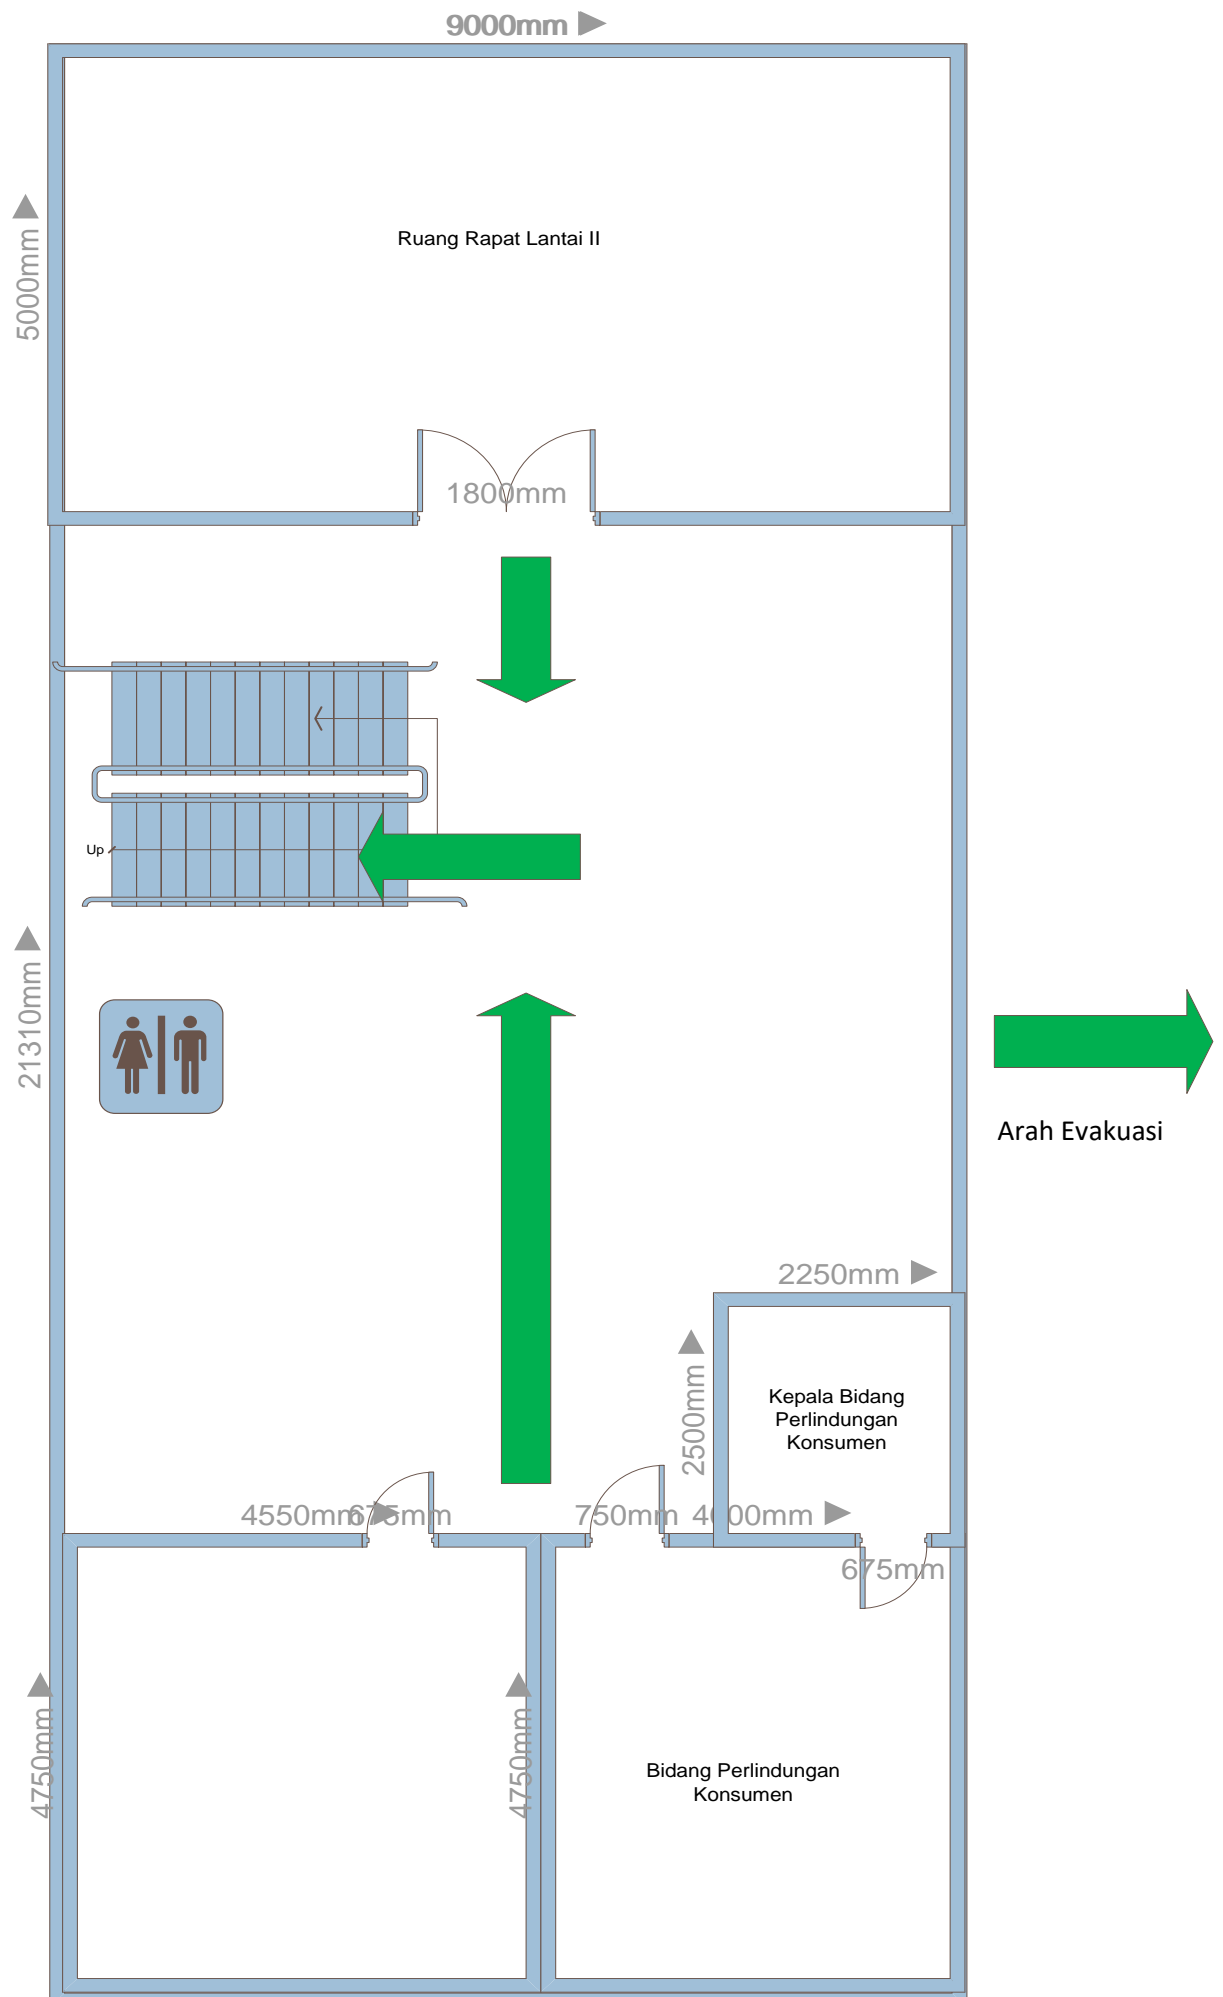 9000mm
5000mm
Ruang Rapat Lantai II
1800mm
Up
21310mm
Arah Evakuasi
2250mm
2500mm
Kepala Bidang
Perlindungan
Konsumen
4550mm
675mm
750mm
4000mm
675mm
4750mm
4750mm
Bidang Perlindungan
Konsumen